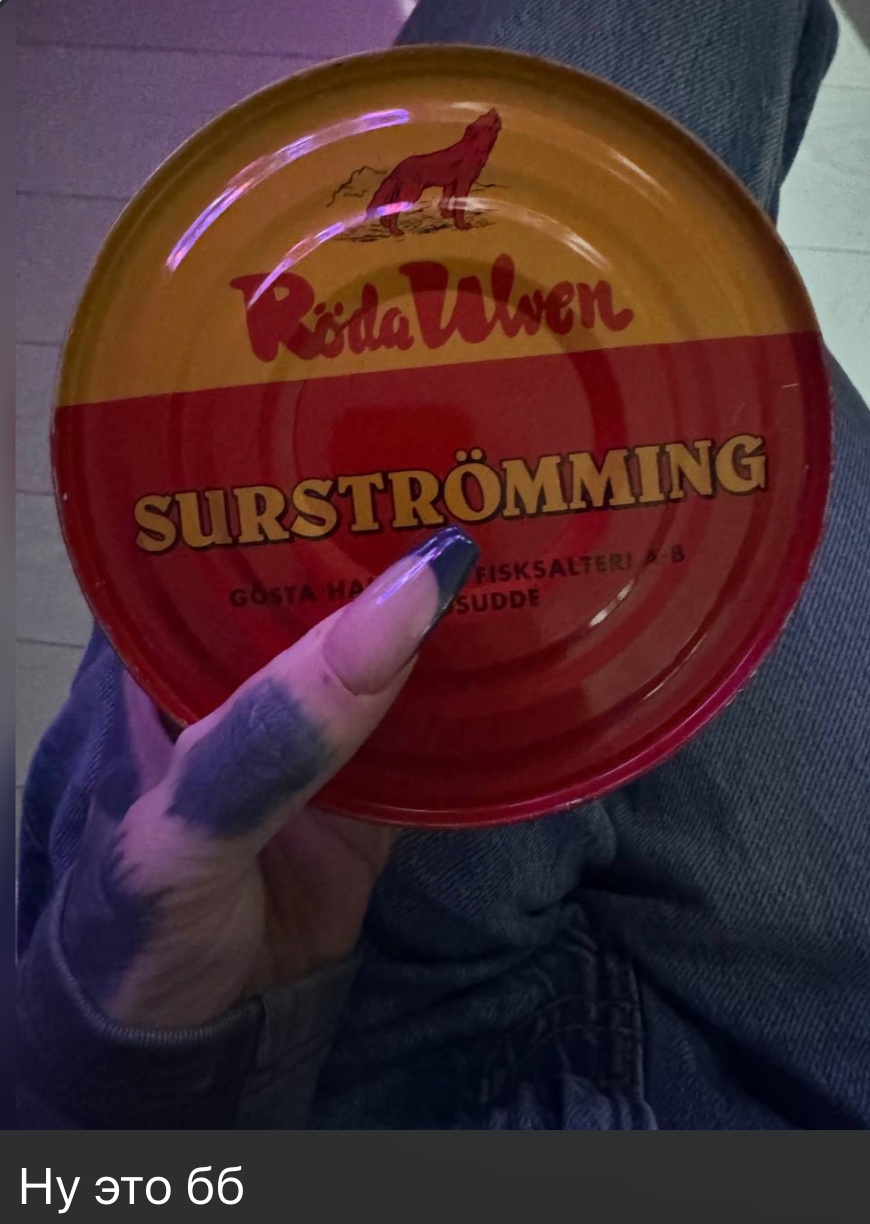 Röda Ulven
SURSTRÖMMING
GÖSTA HA FISKSALTERI A-B
SUDDE
Ну это бб